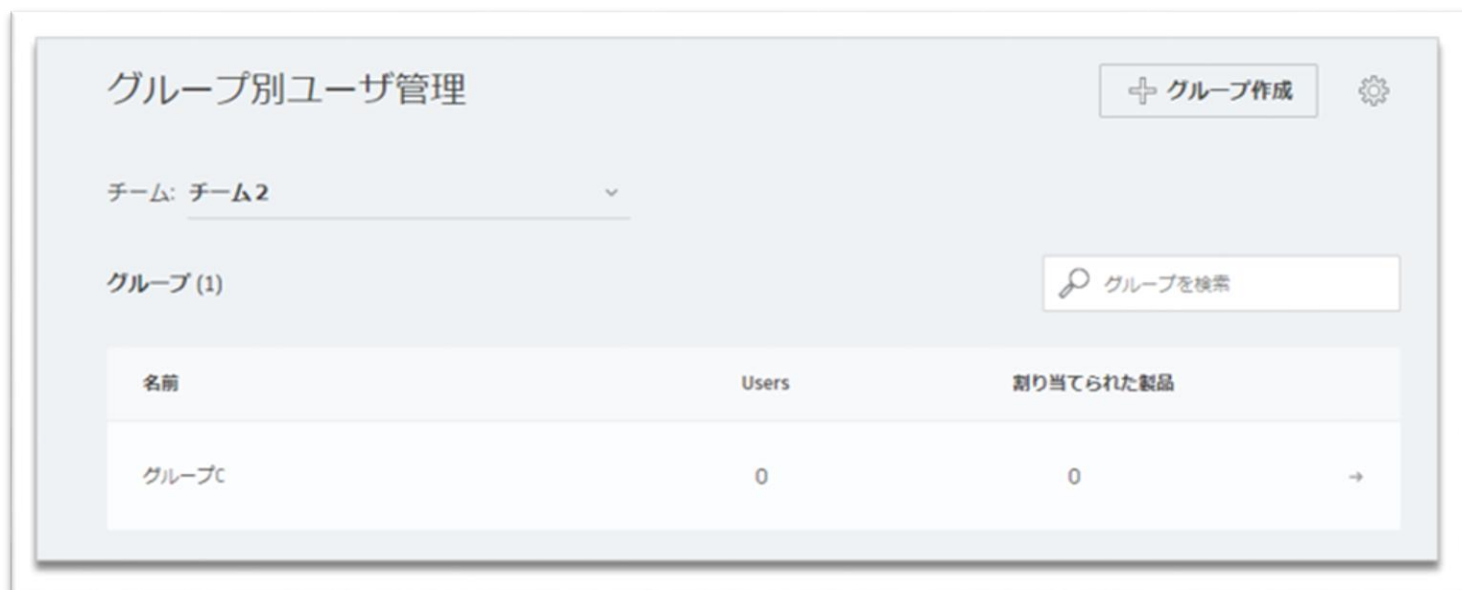 グループ別ユーザ管理
グループ作成
チーム: チーム2
グループ (1)
グループを検索
名前 Users 割り当てられた製品
グループC 0 0 →